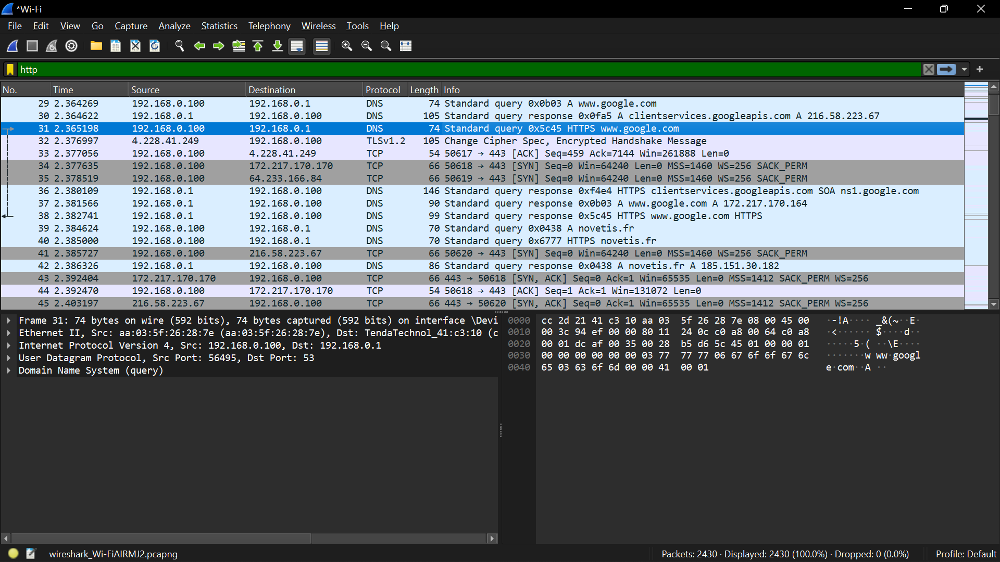 *Wi-Fi
File Edit View Go Capture Analyze Statistics Telephony Wireless Tools Help
http
No. Time Source Destination Protocol Length Info
29 2.364269 192.168.0.100 192.168.0.1 DNS 74 Standard query 0x0b03 A www.google.com
30 2.364622 192.168.0.1 192.168.0.100 DNS 105 Standard query response 0x0fa5 A clientservices.googleapis.com A 216.58.223.67
31 2.365198 192.168.0.100 192.168.0.1 DNS 74 Standard query 0x5c45 HTTPS www.google.com
32 2.376997 4.228.41.249 192.168.0.100 TLSv1.2 105 Change Cipher Spec, Encrypted Handshake Message
33 2.377056 192.168.0.100 4.228.41.249 TCP 54 50617 → 443 [ACK] Seq=459 Ack=7144 Win=261888 Len=0
34 2.377635 192.168.0.100 172.217.170.170 TCP 66 50618 → 443 [SYN] Seq=0 Win=64240 Len=0 MSS=1460 WS=256 SACK_PERM
35 2.378519 192.168.0.100 64.233.166.84 TCP 66 50619 → 443 [SYN] Seq=0 Win=64240 Len=0 MSS=1460 WS=256 SACK_PERM
36 2.380109 192.168.0.1 192.168.0.100 DNS 146 Standard query response 0xf4e4 HTTPS clientservices.googleapis.com SOA ns1.google.com
37 2.381566 192.168.0.1 192.168.0.100 DNS 90 Standard query response 0x0b03 A www.google.com A 172.217.170.164
38 2.382741 192.168.0.1 192.168.0.100 DNS 99 Standard query response 0x5c45 HTTPS www.google.com HTTPS
39 2.384624 192.168.0.100 192.168.0.1 DNS 70 Standard query 0x0438 A novetis.fr
40 2.385000 192.168.0.100 192.168.0.1 DNS 70 Standard query 0x6777 HTTPS novetis.fr
41 2.385727 192.168.0.100 216.58.223.67 TCP 66 50620 → 443 [SYN] Seq=0 Win=64240 Len=0 MSS=1460 WS=256 SACK_PERM
42 2.386326 192.168.0.1 192.168.0.100 DNS 86 Standard query response 0x0438 A novetis.fr A 185.151.30.182
43 2.392404 172.217.170.170 192.168.0.100 TCP 66 443 → 50618 [SYN, ACK] Seq=0 Ack=1 Win=65535 Len=0 MSS=1412 SACK_PERM WS=256
44 2.392470 192.168.0.100 172.217.170.170 TCP 54 50618 → 443 [ACK] Seq=1 Ack=1 Win=131072 Len=0
45 2.403197 216.58.223.67 192.168.0.100 TCP 66 443 → 50620 [SYN, ACK] Seq=0 Ack=1 Win=65535 Len=0 MSS=1412 SACK_PERM WS=256
Frame 31: 74 bytes on wire (592 bits), 74 bytes captured (592 bits) on interface \Devi
Ethernet II, Src: aa:03:5f:26:28:7e (aa:03:5f:26:28:7e), Dst: TendaTechnol_41:c3:10 (c
Internet Protocol Version 4, Src: 192.168.0.100, Dst: 192.168.0.1
User Datagram Protocol, Src Port: 56495, Dst Port: 53
Domain Name System (query)
0000 cc 2d 21 41 c3 10 aa 03 5f 26 28 7e 08 00 45 00 ·-!A···· _&(~··E·
0010 00 3c 94 ef 00 00 80 11 24 0c c0 a8 00 64 c0 a8 ·<······ $····d··
0020 00 01 dc af 00 35 00 28 b5 d6 5c 45 01 00 00 01 ·····5·( ··\E····
0030 00 00 00 00 00 00 03 77 77 77 06 67 6f 6f 67 6c ·······w ww·googl
0040 65 03 63 6f 6d 00 00 41 00 01 e·com··A ··
wireshark_Wi-FiAIRMJ2.pcapng
Packets: 2430 · Displayed: 2430 (100.0%) · Dropped: 0 (0.0%)
Profile: Default